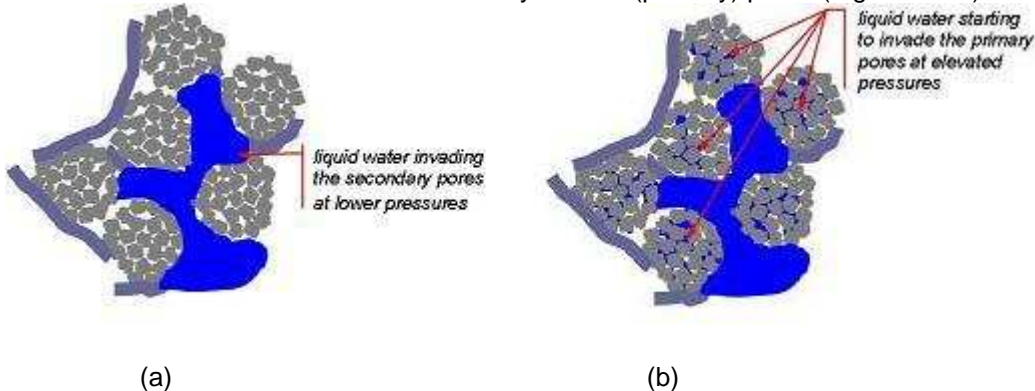 liquid water starting
to invade the primary
pores at elevated
pressures
liquid water invading
the secondary pores
at lower pressures
(a)
(b)